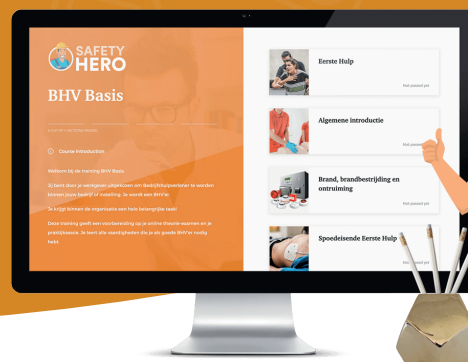 SAFETY
HERO
BHV Basis
Course Introduction
Welkom bij de training BHV Basis.
Jij bent door je werkgever uitgekozen om Bedrijfshulpverlener te worden
binnen jouw bedrijf of instelling. Je wordt een BHV'er.
Je krijgt binnen de organisatie een hele belangrijke taak!
Deze training geeft een voorbereiding op je online theorie-examen en je
praktijksessie. Je leert alle vaardigheden die je als goede BHV'er nodig
hebt.
Eerste Hulp
Not passed yet
Algemene introductie
Not passed
Brand, brandbestrijding en
ontruiming
Not passed yet
Spoedeisende Eerste Hulp
passed yet